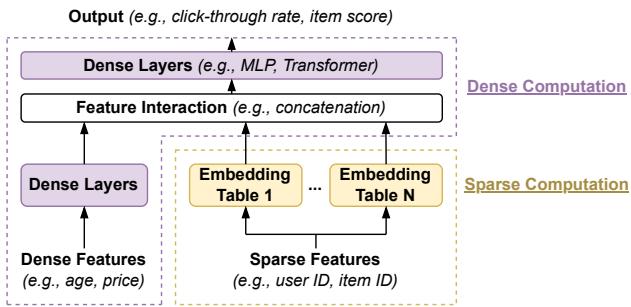 Output (e.g., click-through rate, item score)
Dense Layers (e.g., MLP, Transformer)
Dense Computation
Feature Interaction (e.g., concatenation)
Dense Layers
Embedding
Table 1
...
Embedding
Table N
Sparse Computation
Dense Features
(e.g., age, price)
Sparse Features
(e.g., user ID, item ID)